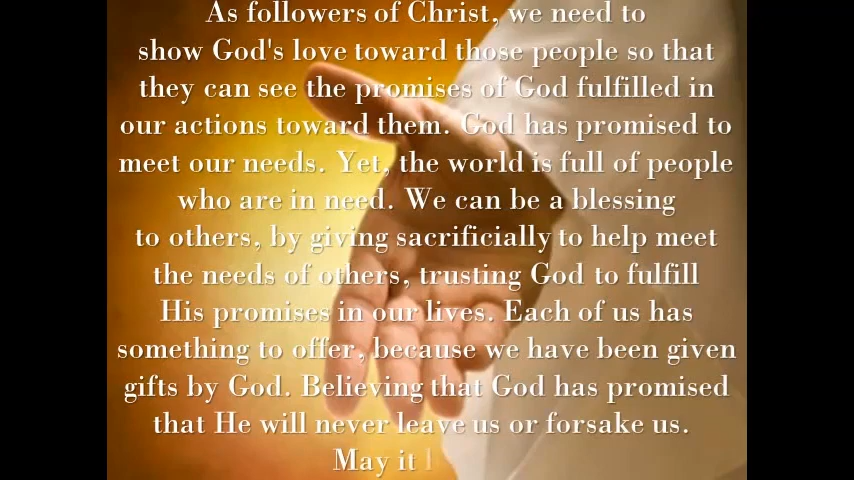 As followers of Christ, we need to
show God's love toward those people so that
they can see the promises of God fulfilled in
our actions toward them. God has promised to
meet our needs. Yet, the world is full of people
who are in need. We can be a blessing
to others, by giving sacrificially to help meet
the needs of others, trusting God to fulfill
His promises in our lives. Each of us has
something to offer, because we have been given
gifts by God. Believing that God has promised
that He will never leave us or forsake us.
May it